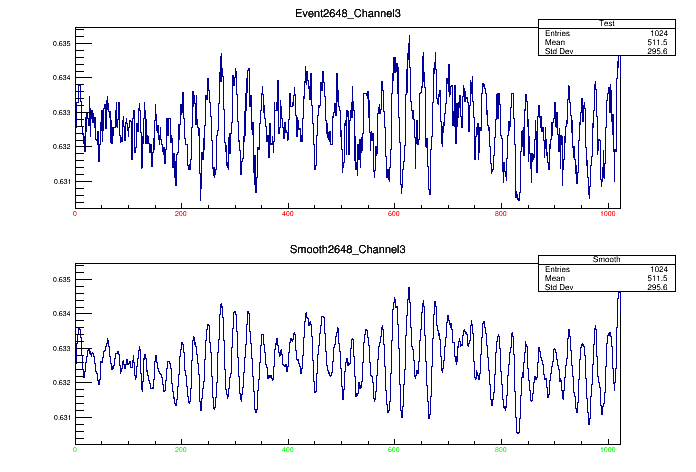 Event2648_Channel3
Test
Entries 1024
Mean 511.5
Std Dev 295.6
0.635
0.634
0.633
0.632
0.631
0 200 400 600 800 1000
Smooth2648_Channel3
Smooth
Entries 1024
Mean 511.5
Std Dev 295.6
0.635
0.634
0.633
0.632
0.631
0 200 400 600 800 1000